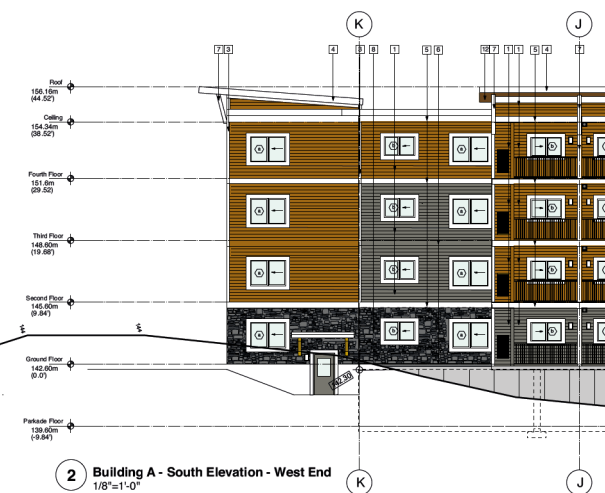 K J
7 3 4 3 8 1 5 6 12 7 1 1 5 4 7
Roof
156.16m
(44.52')
Ceiling
154.34m
(38.52')
Fourth Floor
151.6m
(29.52)
Third Floor
148.60m
(19.68')
Second Floor
145.60m
(9.84')
144
Ground Floor
142.60m
(0.0')
142.30
Parkade Floor
139.60m
(-9.84')
2 Building A - South Elevation - West End
1/8"=1'-0"
K J